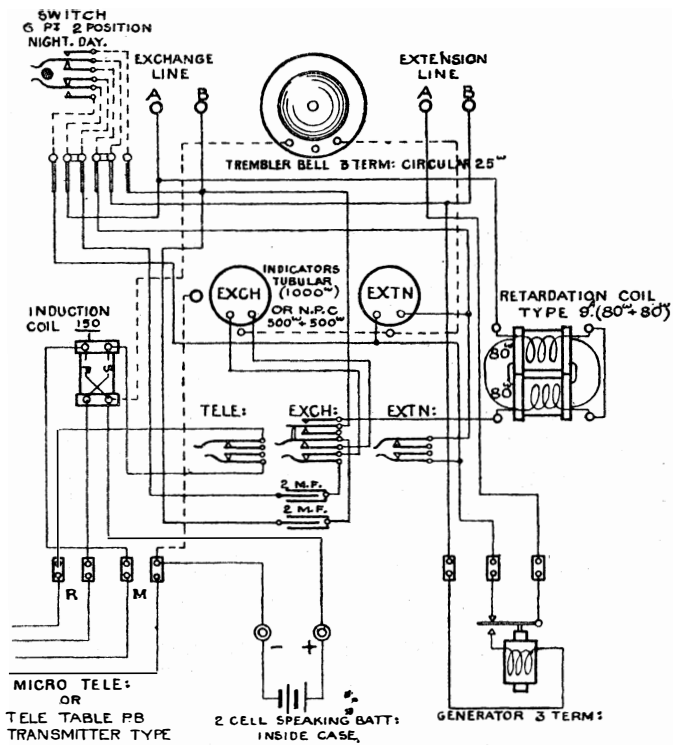 SWITCH
6 PT 2 POSITION
NIGHT. DAY.
EXCHANGE
LINE
A B
EXTENSION
LINE
A B
TREMBLER BELL 3 TERM: CIRCULAR 25ω
INDICATORS
TUBULAR
(1000ω)
OR N.P.C
500ω+500ω
EXCH
EXTN
RETARDATION COIL
TYPE 9.A(80ω+80ω)
80ω
80ω
INDUCTION
COIL 150
P S
TELE: EXCH: EXTN:
2 M.F.
2 M.F.
R M
- +
MICRO TELE:
OR
TELE TABLE P.B
TRANSMITTER TYPE
2 CELL SPEAKING BATT:
INSIDE CASE,
GENERATOR 3 TERM: